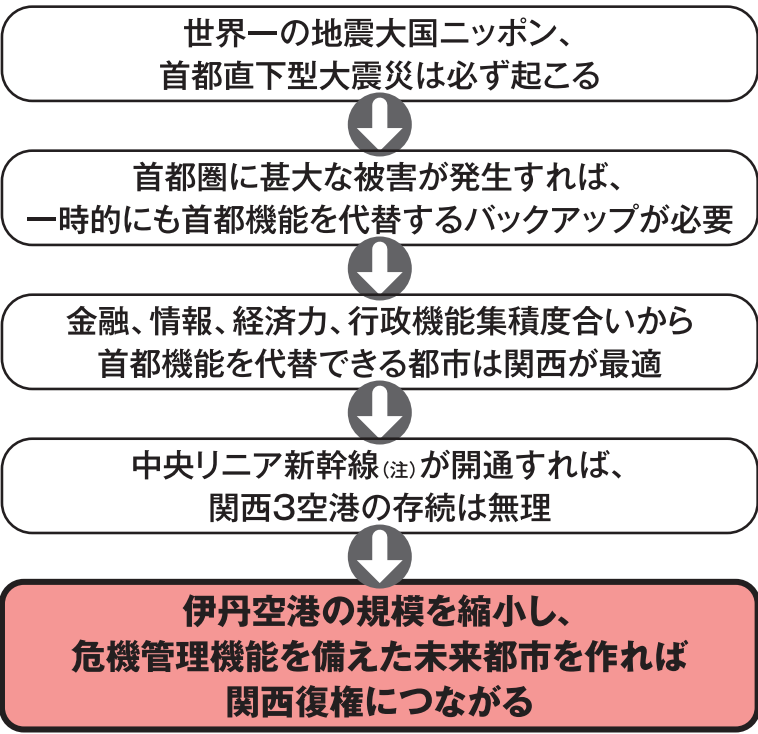 世界一の地震大国ニッポン、
首都直下型大震災は必ず起こる
首都圏に甚大な被害が発生すれば、
一時的にも首都機能を代替するバックアップが必要
金融、情報、経済力、行政機能集積度合いから
首都機能を代替できる都市は関西が最適
中央リニア新幹線(注)が開通すれば、
関西3空港の存続は無理
伊丹空港の規模を縮小し、
危機管理機能を備えた未来都市を作れば
関西復権につながる